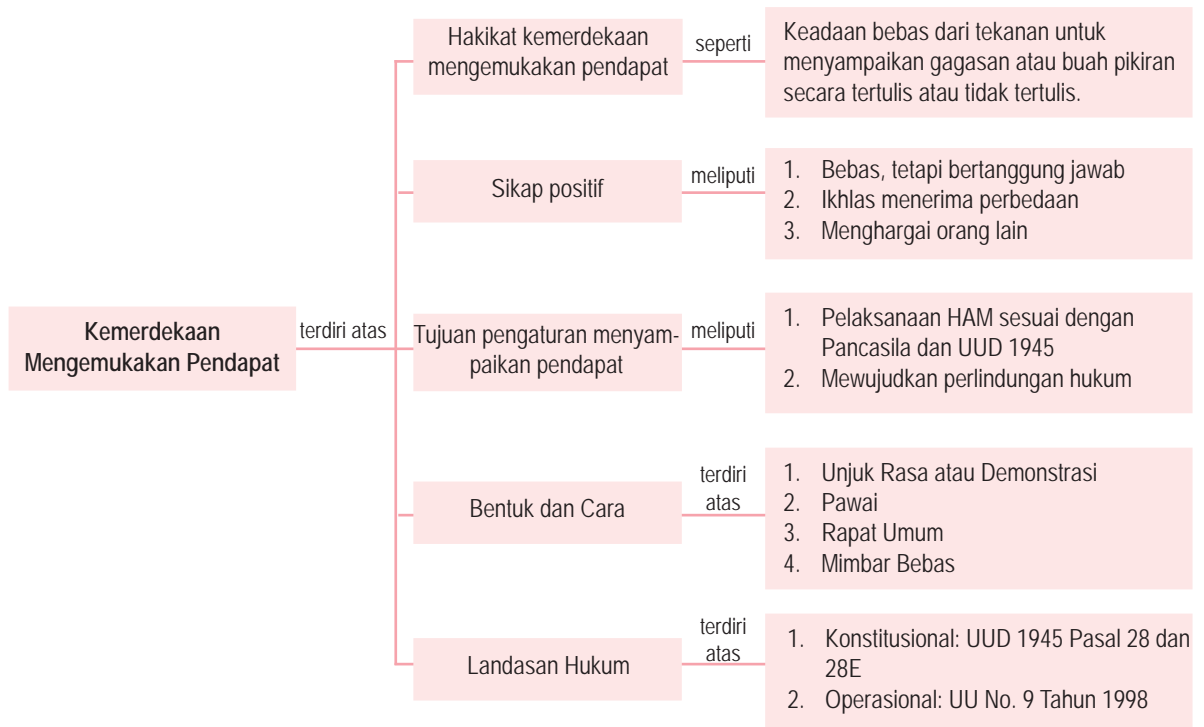 Kemerdekaan
Mengemukakan Pendapat
terdiri atas
Hakikat kemerdekaan
mengemukakan pendapat
seperti
Keadaan bebas dari tekanan untuk
menyampaikan gagasan atau buah pikiran
secara tertulis atau tidak tertulis.
Sikap positif
meliputi
1. Bebas, tetapi bertanggung jawab
2. Ikhlas menerima perbedaan
3. Menghargai orang lain
Tujuan pengaturan menyam-
paikan pendapat
meliputi
1. Pelaksanaan HAM sesuai dengan
Pancasila dan UUD 1945
2. Mewujudkan perlindungan hukum
Bentuk dan Cara
terdiri
atas
1. Unjuk Rasa atau Demonstrasi
2. Pawai
3. Rapat Umum
4. Mimbar Bebas
Landasan Hukum
terdiri
atas
1. Konstitusional: UUD 1945 Pasal 28 dan
28E
2. Operasional: UU No. 9 Tahun 1998